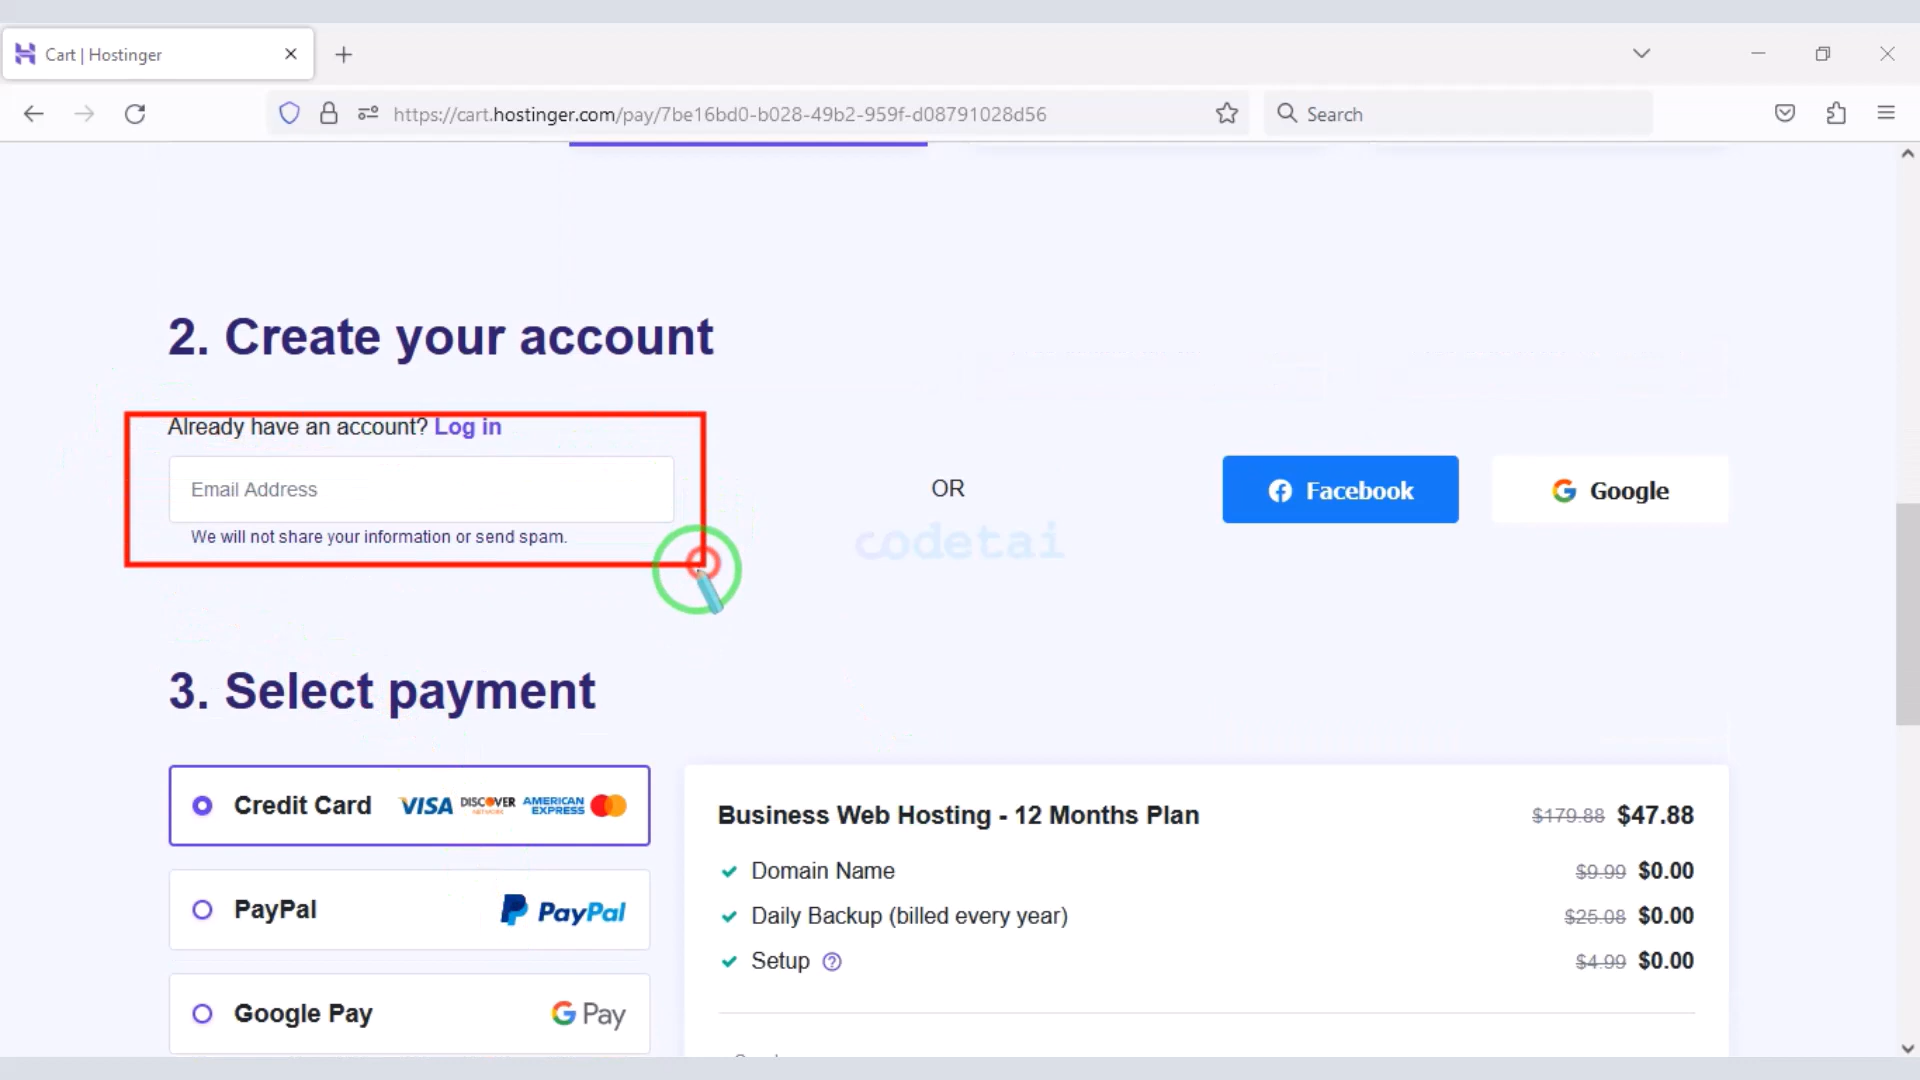 Cart | Hostinger
https://cart.hostinger.com/pay/7be16bd0-b028-49b2-959f-d08791028d56
Search
2. Create your account
Already have an account? Log in
Email Address
We will not share your information or send spam.
OR
Facebook
Google
codetai
3. Select payment
Credit Card VISA DISCOVER NETWORK AMERICAN EXPRESS
PayPal PayPal
Google Pay G Pay
Business Web Hosting - 12 Months Plan $179.88 $47.88
Domain Name $9.99 $0.00
Daily Backup (billed every year) $25.08 $0.00
Setup ? $4.99 $0.00